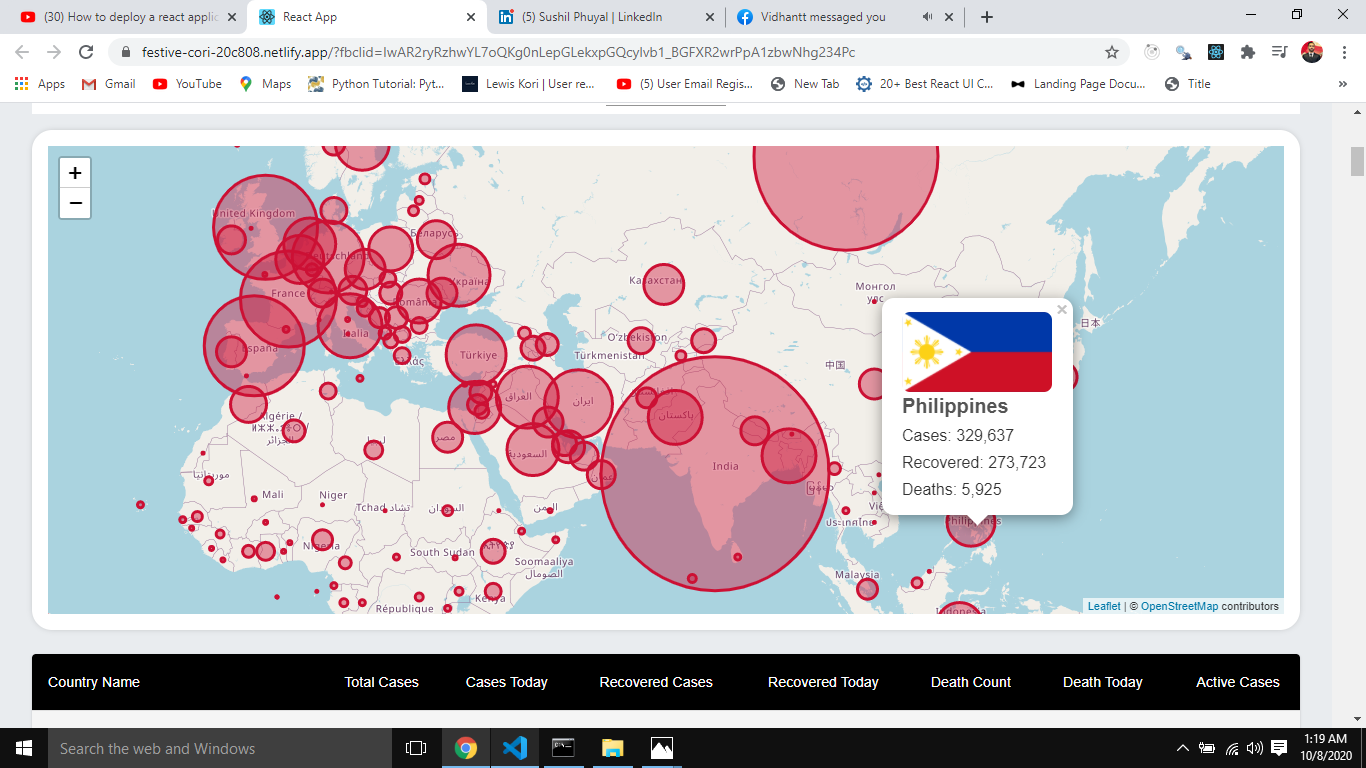 (30) How to deploy a react applic
React App
(5) Sushil Phuyal | LinkedIn
Vidhantt messaged you
festive-cori-20c808.netlify.app/?fbclid=IwAR2ryRzhwYL7oQKg0nLepGLekxpGQcyIvb1_BGFXR2wrPpA1zbwNhg234Pc
Apps
Gmail
YouTube
Maps
Python Tutorial: Pyt...
Lewis Kori | User re...
(5) User Email Regis...
New Tab
20+ Best React UI C...
Landing Page Docu...
Title
»
+
−
United Kingdom
Беларусь
Deutschland
Україна
France
România
Italia
España
Türkiye
Казахстан
Монгол
улс
O'zbekiston
Türkmenistan
中国
日本
العراق
ایران
پاکستان
Algérie /
الجزائر
ليبيا
مصر
السعودية
عمان
India
موريتانيا
Mali
Niger
Tchad تشاد
السودان
اليمن
ประเทศไทย
Philippines
Nigeria
South Sudan
Soomaaliya
الصومال
Kenya
République
Malaysia
Indonesia
×
Philippines
Cases: 329,637
Recovered: 273,723
Deaths: 5,925
Leaflet | © OpenStreetMap contributors
Country Name
Total Cases
Cases Today
Recovered Cases
Recovered Today
Death Count
Death Today
Active Cases
Search the web and Windows
1:19 AM
10/8/2020